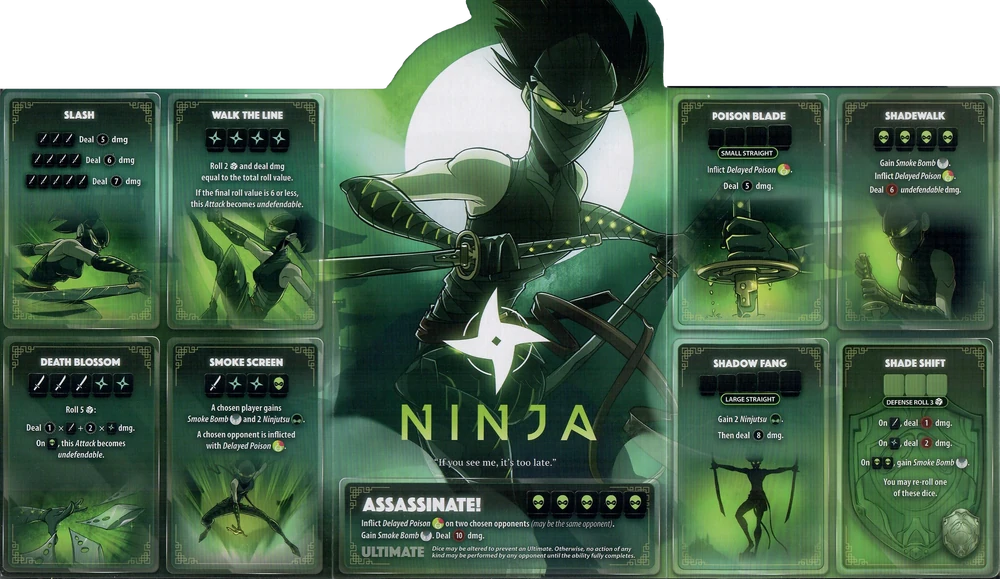 SLASH
Deal 5 dmg
Deal 6 dmg
Deal 7 dmg
WALK THE LINE
Roll 2 and deal dmg
equal to the total roll value.
If the final roll value is 6 or less,
this Attack becomes undefendable.
DEATH BLOSSOM
Roll 5 :
Deal 1 × + 2 × dmg.
On , this Attack becomes
undefendable.
SMOKE SCREEN
A chosen player gains
Smoke Bomb and 2 Ninjutsu .
A chosen opponent is inflicted
with Delayed Poison .
NINJA
"If you see me, it's too late."
ASSASSINATE!
Inflict Delayed Poison on two chosen opponents (may be the same opponent).
Gain Smoke Bomb . Deal 10 dmg.
ULTIMATE
Dice may be altered to prevent an Ultimate. Otherwise, no action of any
kind may be performed by any opponent until the ability fully completes.
POISON BLADE
SMALL STRAIGHT
Inflict Delayed Poison .
Deal 5 dmg.
SHADEWALK
Gain Smoke Bomb .
Inflict Delayed Poison .
Deal 6 undefendable dmg.
SHADOW FANG
LARGE STRAIGHT
Gain 2 Ninjutsu .
Then deal 8 dmg.
SHADE SHIFT
DEFENSE ROLL 3
On , deal 1 dmg.
On , deal 2 dmg.
On , gain Smoke Bomb .
You may re-roll one
of these dice.